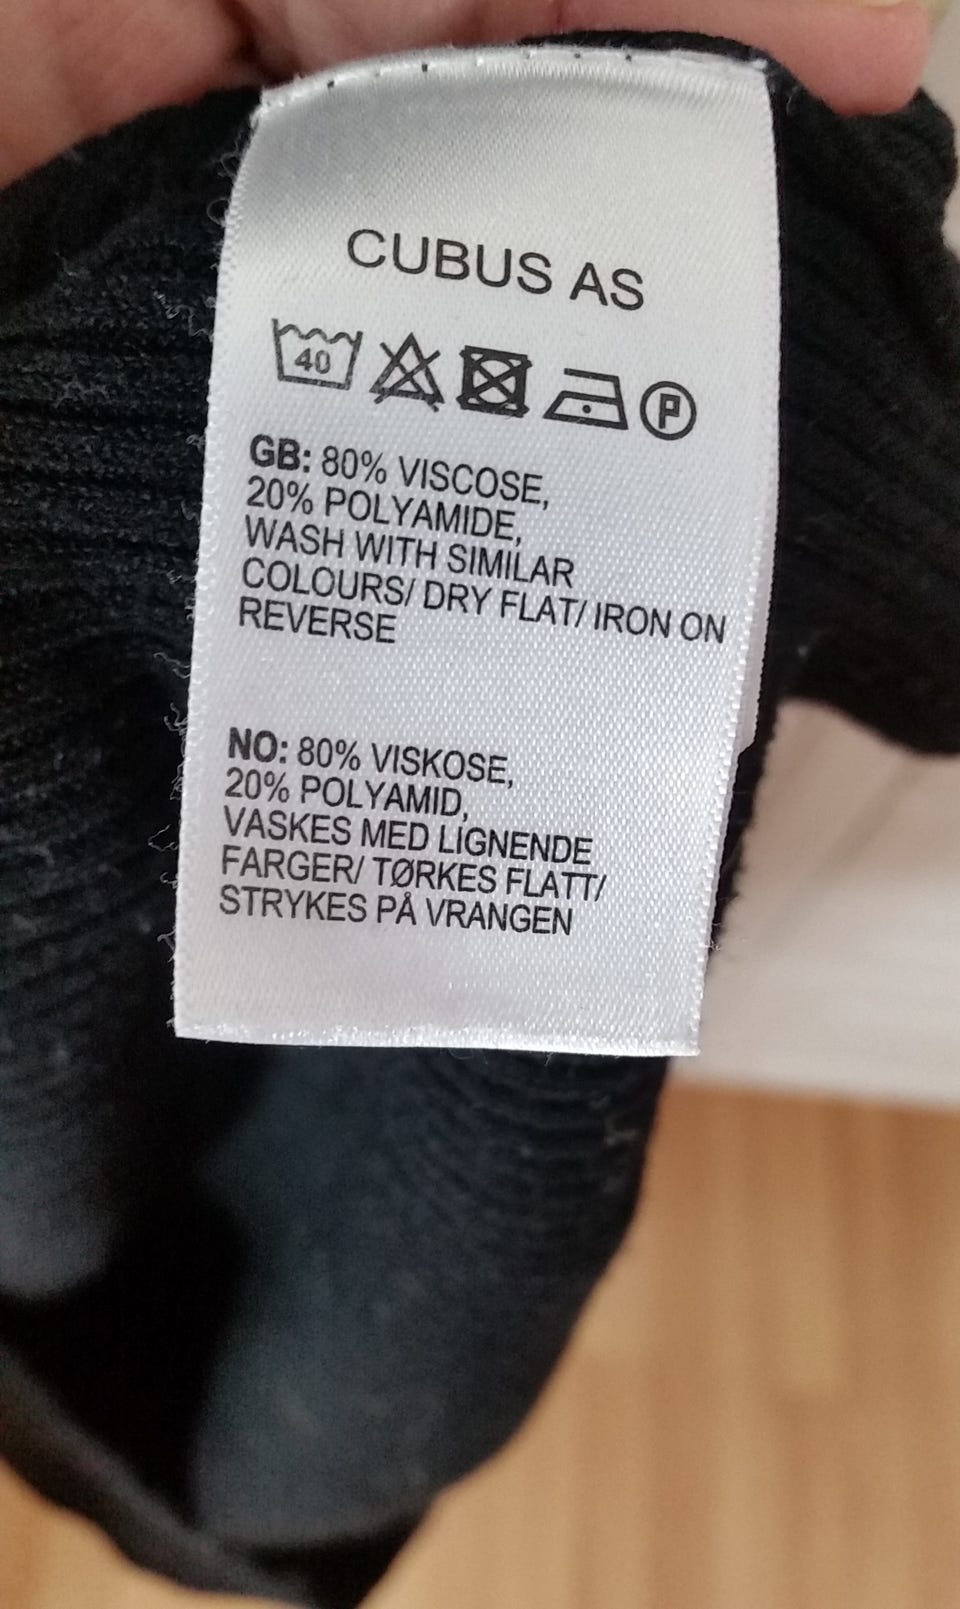 CUBUS AS
40
P
GB: 80% VISCOSE,
20% POLYAMIDE,
WASH WITH SIMILAR
COLOURS/ DRY FLAT/ IRON ON
REVERSE
NO: 80% VISKOSE,
20% POLYAMID,
VASKES MED LIGNENDE
FARGER/ TØRKES FLATT/
STRYKES PÅ VRANGEN